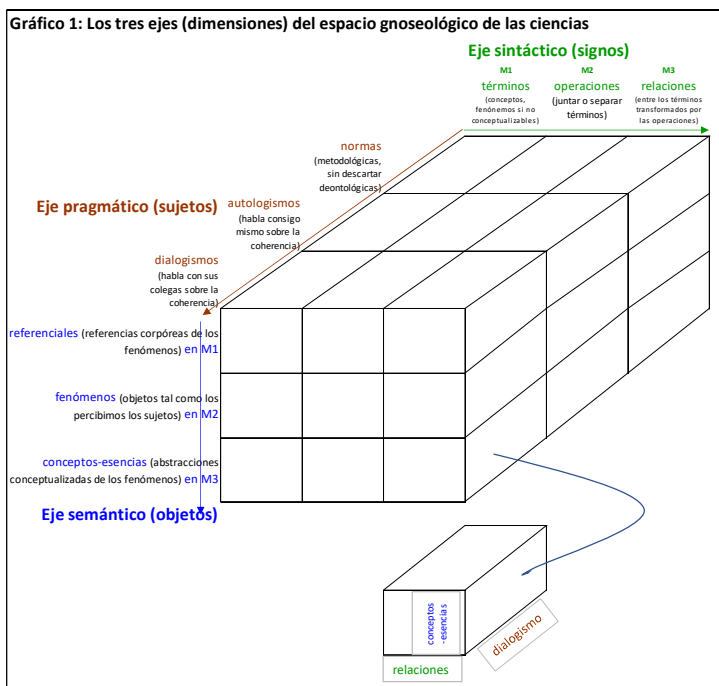 Gráfico 1: Los tres ejes (dimensiones) del espacio gnoseológico de las ciencias
Eje sintáctico (signos)
M1
términos
(conceptos,
fenónemos si no
conceptualizables)
M2
operaciones
(juntar o separar
términos)
M3
relaciones
(entre los términos
transformados por
las operaciones)
normas
(metodológicas,
sin descartar
deontológicas)
Eje pragmático (sujetos)
autologismos
(habla consigo
mismo sobre la
coherencia)
dialogismos
(habla con sus
colegas sobre la
coherencia)
referenciales (referencias corpóreas de los
fenómenos) en M1
fenómenos (objetos tal como los
percibimos los sujetos) en M2
conceptos-esencias (abstracciones
conceptualizadas de los fenómenos) en M3
Eje semántico (objetos)
conceptos
-esencias
dialogismo
relaciones